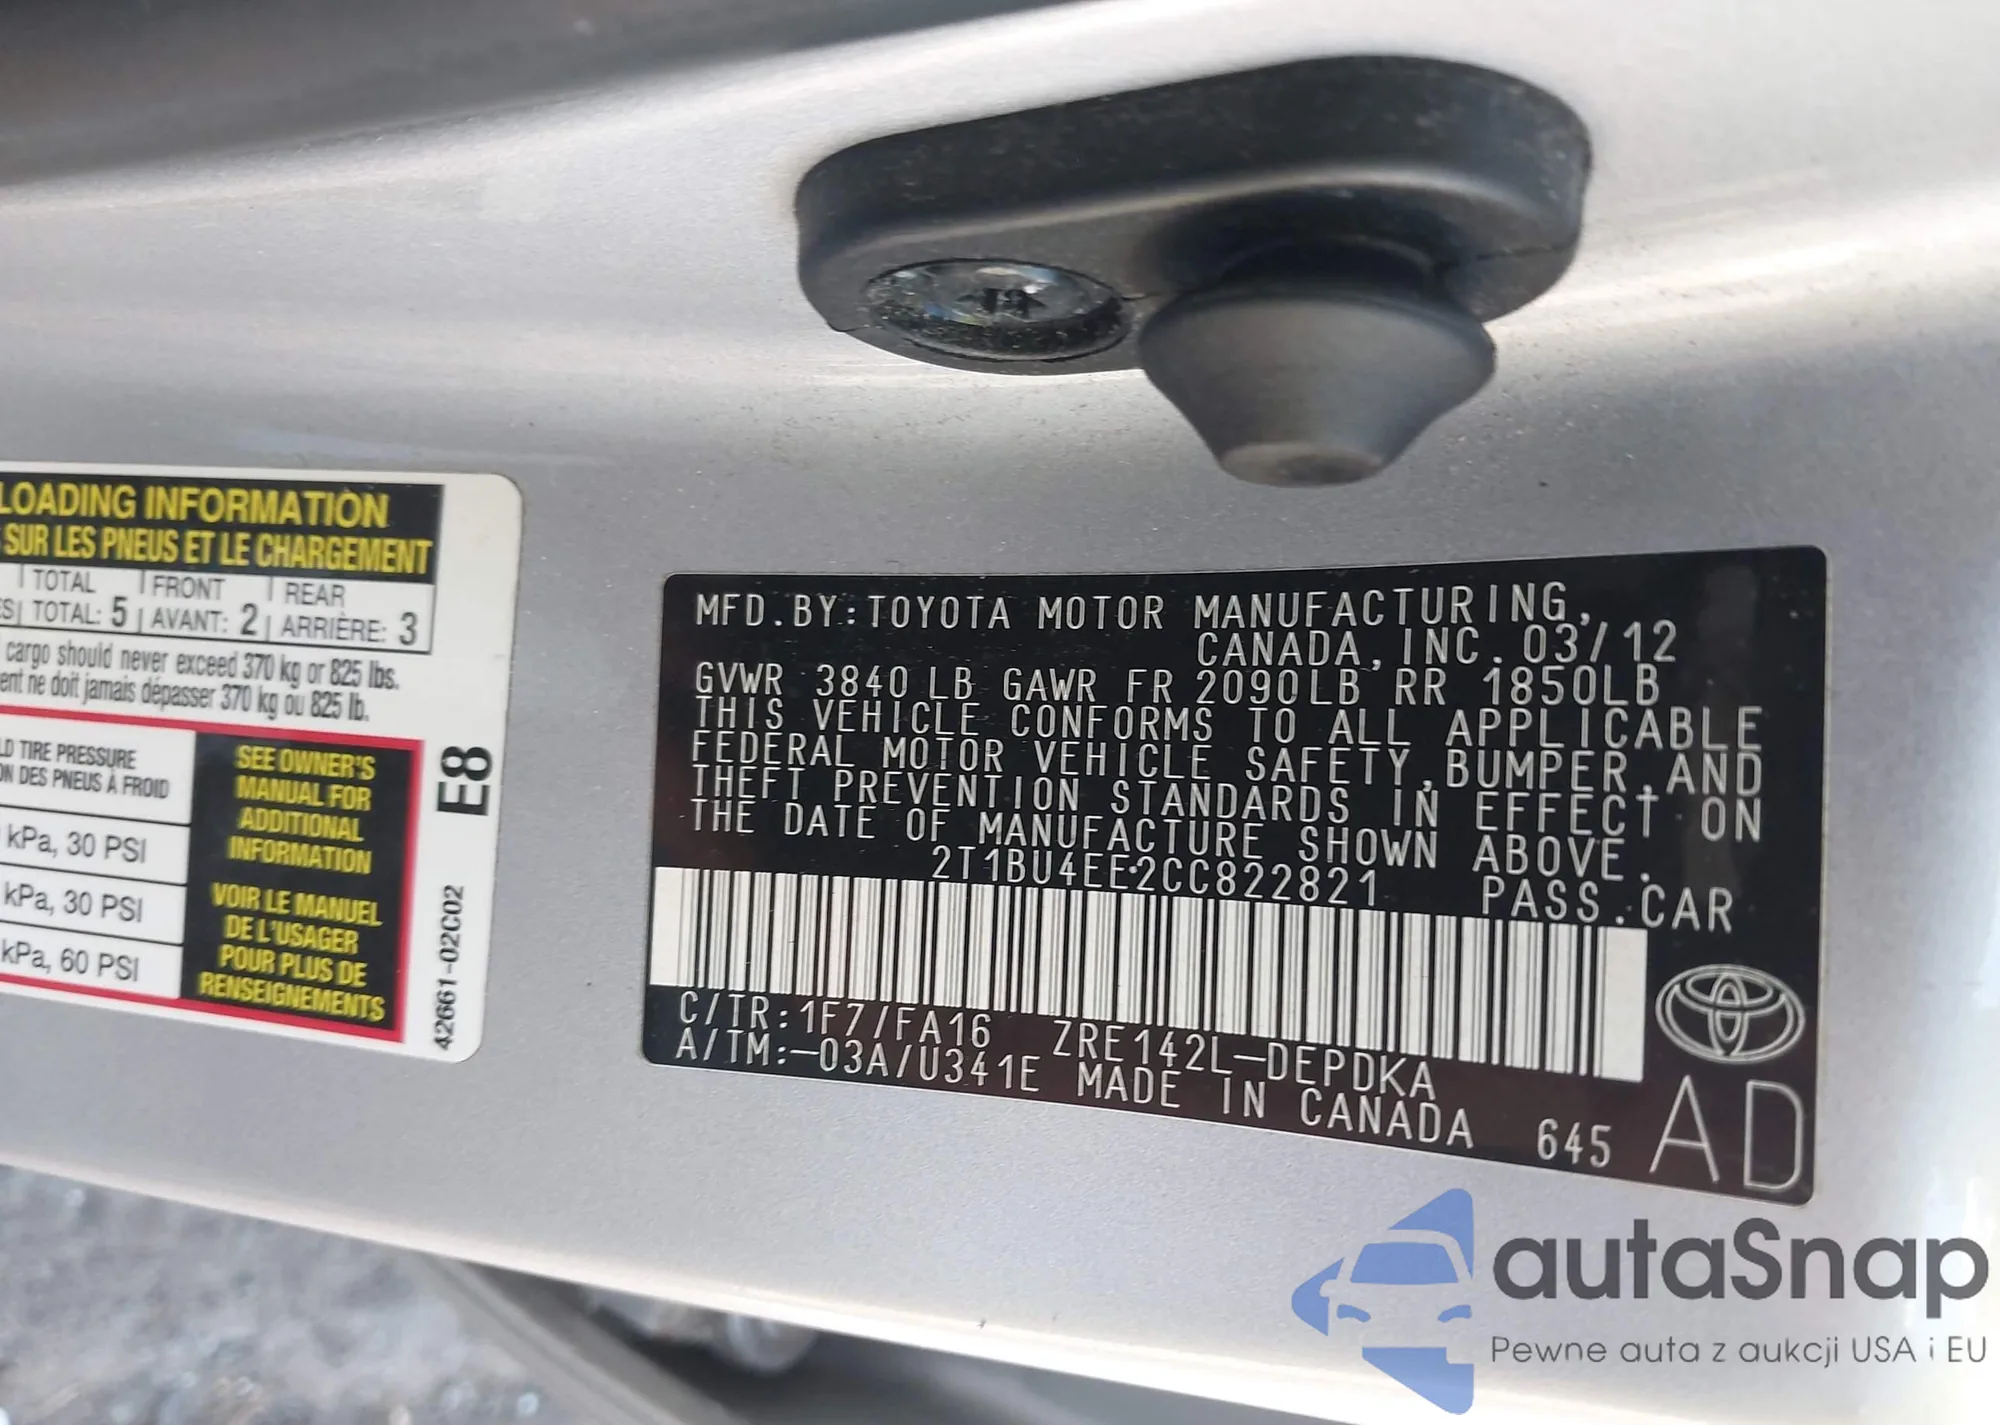 LOADING INFORMATION
SUR LES PNEUS ET LE CHARGEMENT
TOTAL FRONT REAR
TOTAL: 5 AVANT: 2 ARRIÈRE: 3
cargo should never exceed 370 kg or 825 lbs.
ent ne doit jamais dépasser 370 kg ou 825 lb.
TIRE PRESSURE
DES PNEUS À FROID
kPa, 30 PSI
kPa, 30 PSI
kPa, 60 PSI
SEE OWNER'S
MANUAL FOR
ADDITIONAL
INFORMATION
VOIR LE MANUEL
DE L'USAGER
POUR PLUS DE
RENSEIGNEMENTS
E8
42661-02C02
MFD.BY:TOYOTA MOTOR MANUFACTURING,
CANADA,INC. 03/12
GVWR 3840 LB GAWR FR 2090LB RR 1850LB
THIS VEHICLE CONFORMS TO ALL APPLICABLE
FEDERAL MOTOR VEHICLE SAFETY,BUMPER,AND
THEFT PREVENTION STANDARDS IN EFFECT ON
THE DATE OF MANUFACTURE SHOWN ABOVE.
2T1BU4EE2CC822821 PASS.CAR
C/TR:1F7/FA16 ZRE142L-DEPDKA
A/TM:-03A/U341E MADE IN CANADA 645
AD
autaSnap
Pewne auta z aukcji USA i EU